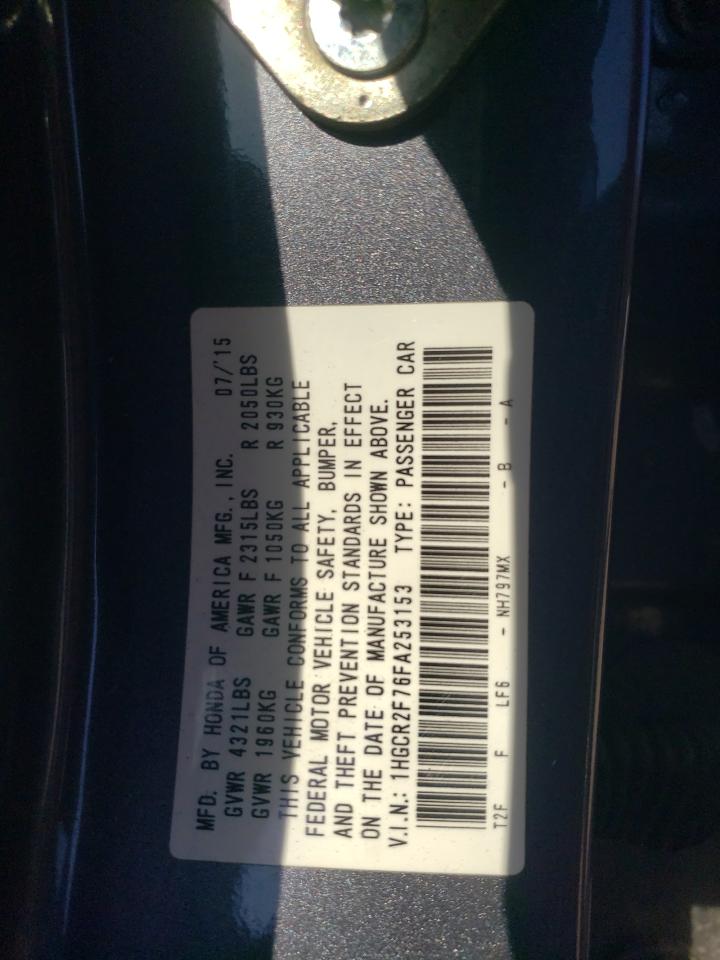 MFD. BY HONDA OF AMERICA MFG., INC. 07/'15
GVWR 4321LBS GAWR F 2315LBS R 2050LBS
GVWR 1960KG GAWR F 1050KG R 930KG
THIS VEHICLE CONFORMS TO ALL APPLICABLE
FEDERAL MOTOR VEHICLE SAFETY, BUMPER,
AND THEFT PREVENTION STANDARDS IN EFFECT
ON THE DATE OF MANUFACTURE SHOWN ABOVE.
V.I.N.: 1HGCR2F76FA253153 TYPE: PASSENGER CAR
T2F F LF6 - NH797MX - B - A